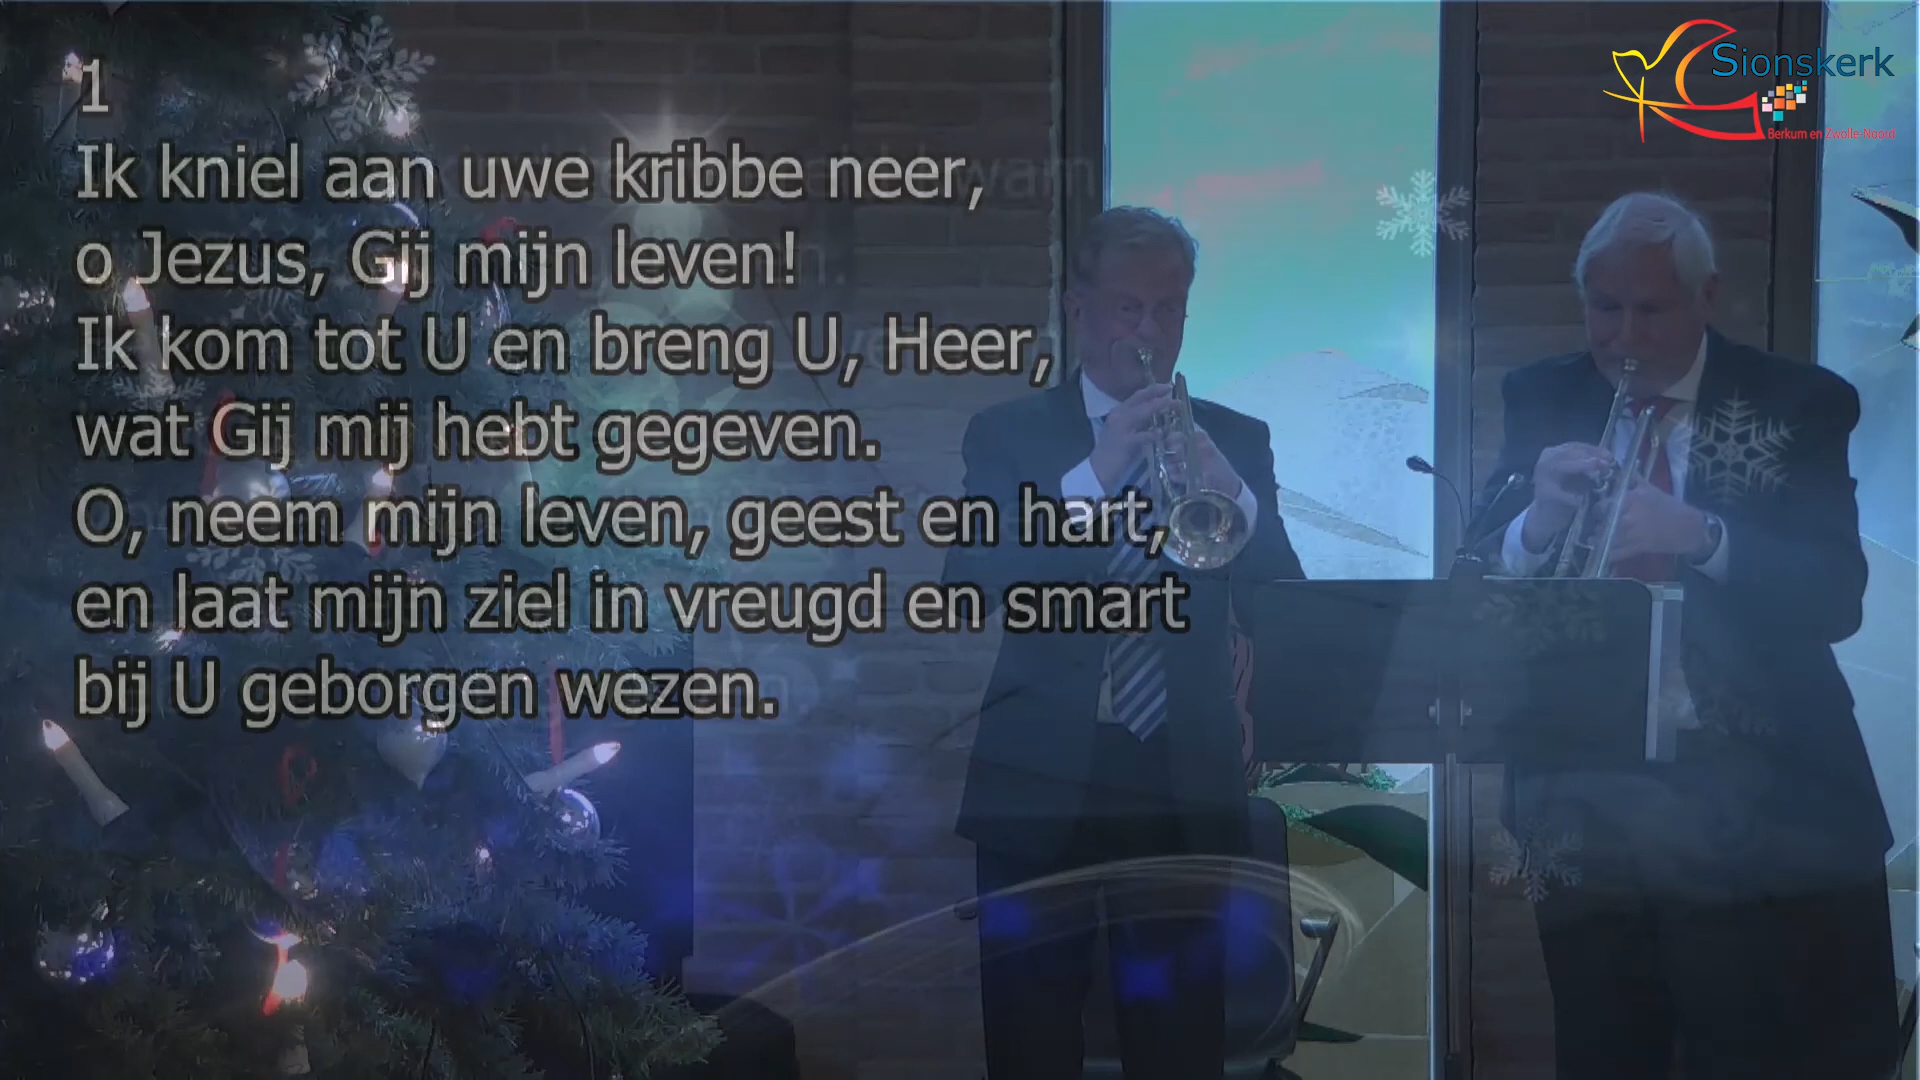 1
Ik kniel aan uwe kribbe neer,
o Jezus, Gij mijn leven!
Ik kom tot U en breng U, Heer,
wat Gij mij hebt gegeven.
O, neem mijn leven, geest en hart,
en laat mijn ziel in vreugd en smart
bij U geborgen wezen.
Sionskerk
Berkum en Zwolle-Noord